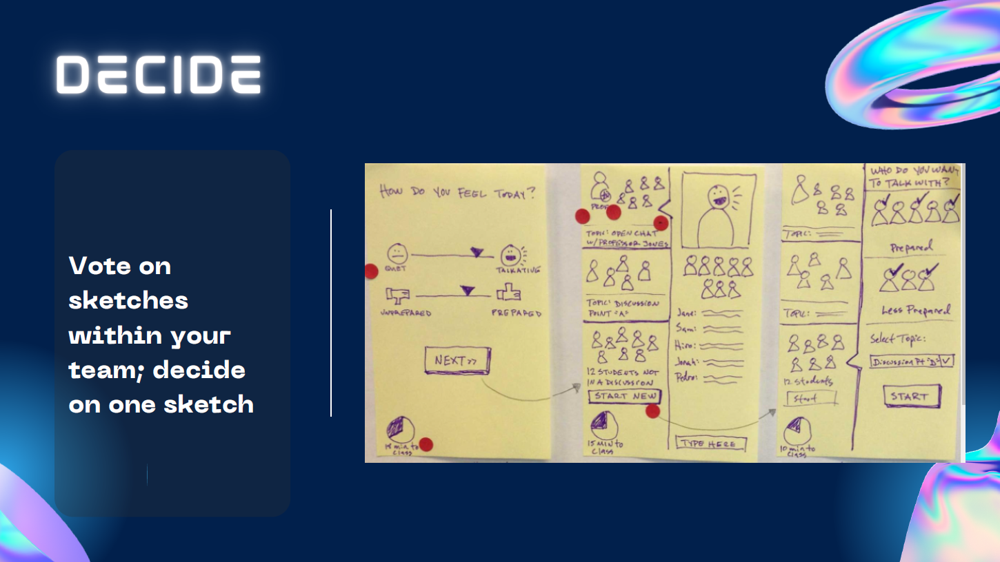 DECIDE
Vote on
sketches
within your
team; decide
on one sketch
HOW DO YOU FEEL TODAY?
QUIET
TALKATIVE
UNPREPARED
PREPARED
NEXT>>
15 min to
class
PROF
TOPIC: OPEN CHAT
W/ PROFESSOR JONES
TOPIC: DISCUSSION
POINT "A"
12 STUDENTS NOT
IN A DISCUSSION
START NEW
15 MIN to
CLASS
Jane:
Sam:
Hiro:
Jonah:
Pedro:
TYPE HERE
TOPIC:
TOPIC:
12 Students
Start
10 min to
class
WHO DO YOU WANT
TO TALK WITH?
Prepared
Less Prepared
Select Topic:
Discussion Pt "D"
START